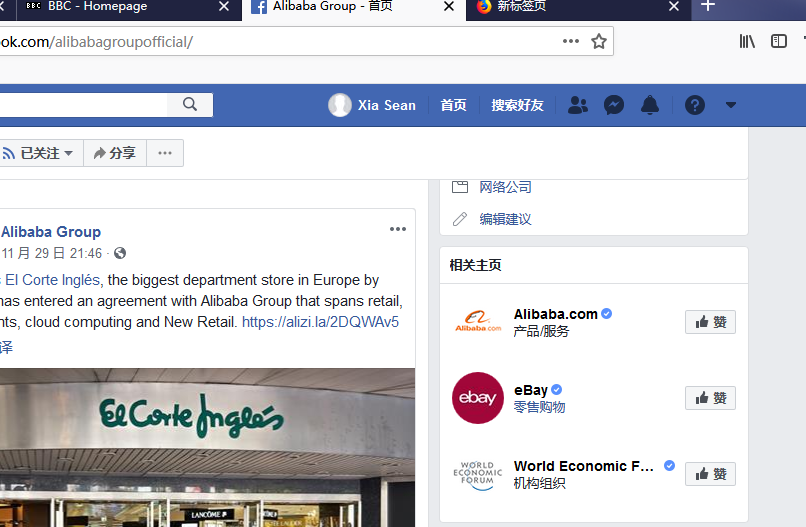 BBC BBC - Homepage
Alibaba Group - 首页
新标签页
ok.com/alibabagroupofficial/
Xia Sean 首页 搜索好友
已关注 分享
Alibaba Group
11 月 29 日 21:46 ·
El Corte Inglés, the biggest department store in Europe by
has entered an agreement with Alibaba Group that spans retail,
nts, cloud computing and New Retail. https://alizi.la/2DQWAv5
译
El Corte Inglés
LANCÔME
网络公司
编辑建议
相关主页
Alibaba.com
Alibaba.com
产品/服务
赞
ebay
eBay
零售购物
赞
WORLD
ECONOMIC
FORUM
World Economic F...
机构组织
赞